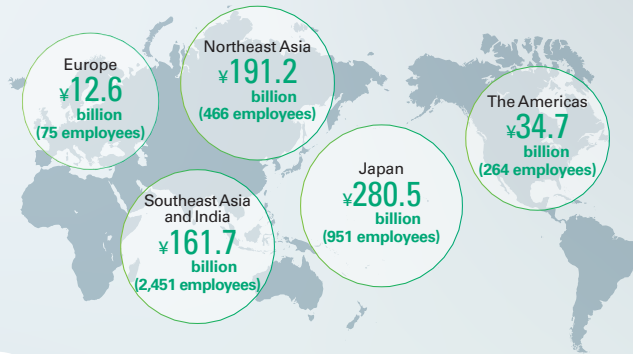 Europe
¥12.6
billion
(75 employees)
Northeast Asia
¥191.2
billion
(466 employees)
The Americas
¥34.7
billion
(264 employees)
Japan
¥280.5
billion
(951 employees)
Southeast Asia
and India
¥161.7
billion
(2,451 employees)